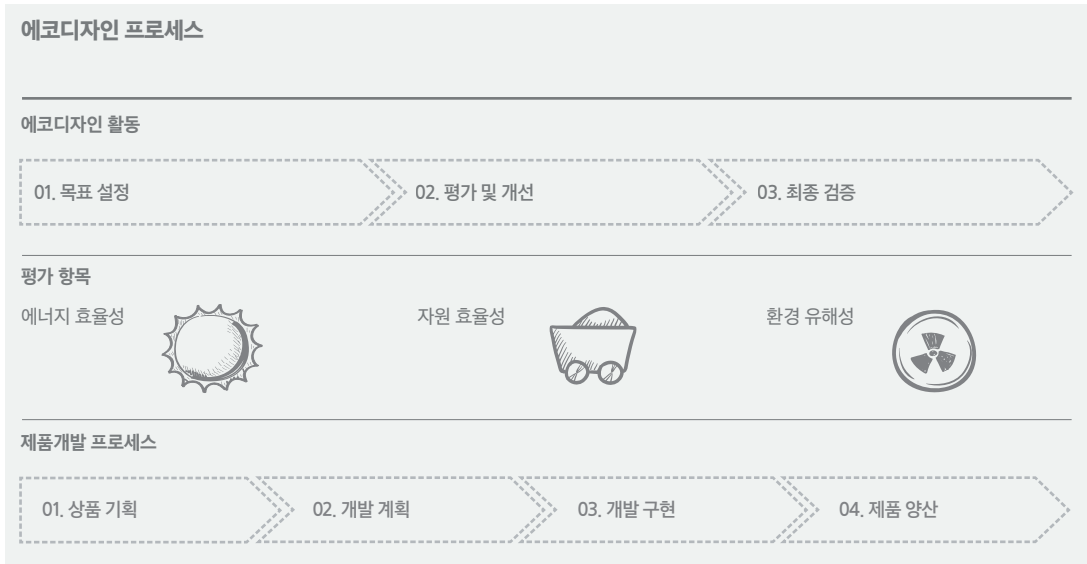 에코디자인 프로세스
에코디자인 활동
01. 목표 설정
02. 평가 및 개선
03. 최종 검증
평가 항목
에너지 효율성
자원 효율성
환경 유해성
제품개발 프로세스
01. 상품 기획
02. 개발 계획
03. 개발 구현
04. 제품 양산